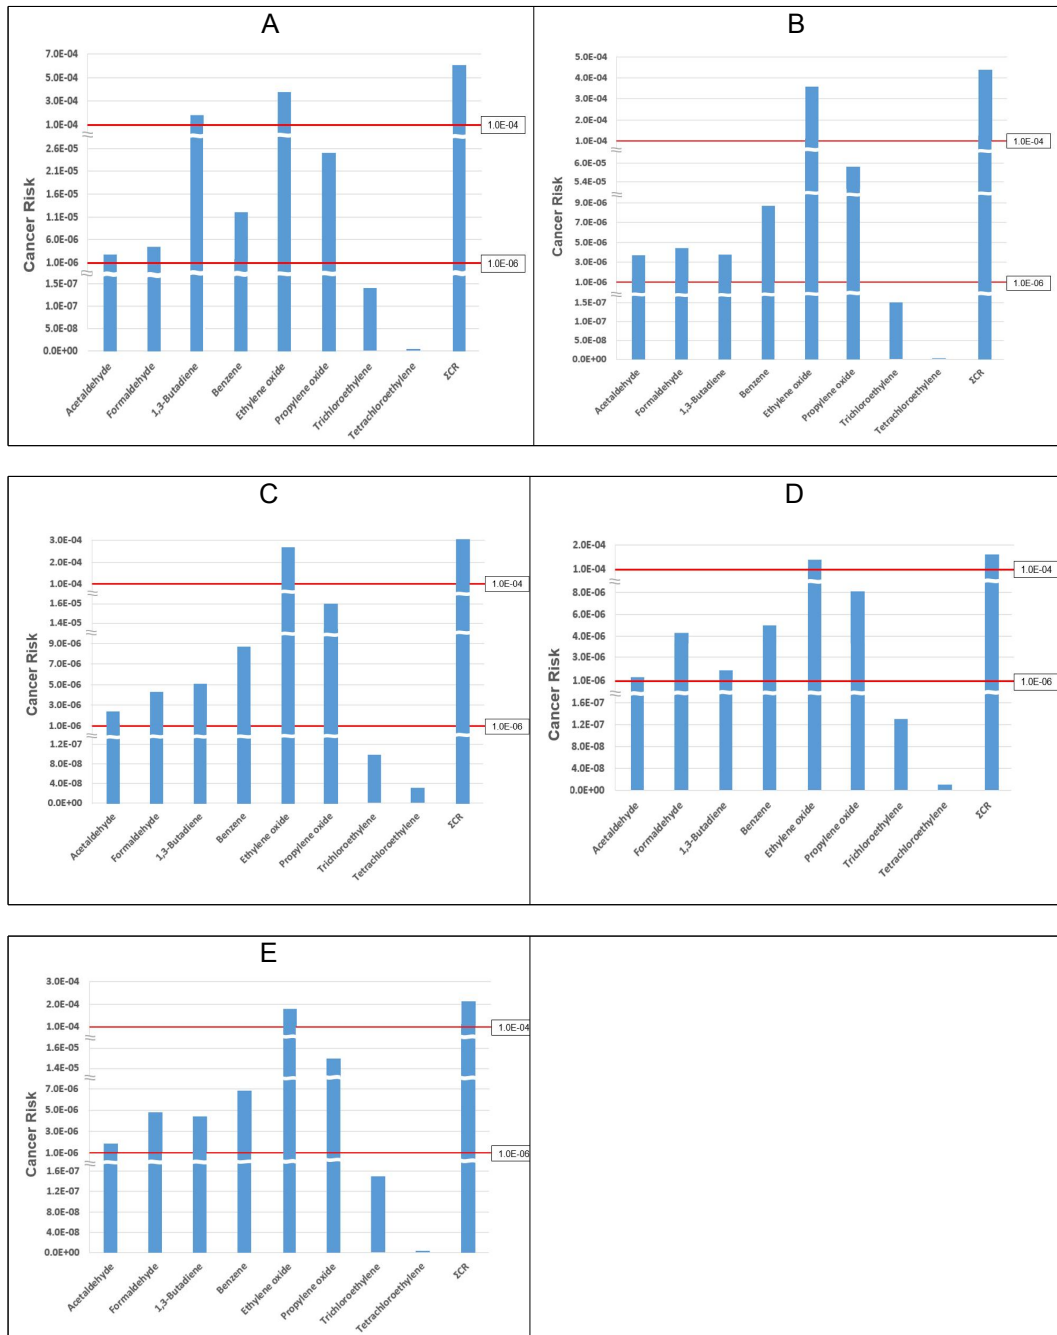 A
Cancer Risk
7.0E-04
5.0E-04
3.0E-04
1.0E-04
2.6E-05
2.1E-05
1.6E-05
1.1E-05
6.0E-06
1.0E-06
1.5E-07
1.0E-07
5.0E-08
0.0E+00
1.0E-04
1.0E-06
Acetaldehyde
Formaldehyde
1,3-Butadiene
Benzene
Ethylene oxide
Propylene oxide
Trichloroethylene
Tetrachloroethylene
ΣCR
B
Cancer Risk
5.0E-04
4.0E-04
3.0E-04
2.0E-04
1.0E-04
6.0E-05
5.4E-05
9.0E-06
7.0E-06
5.0E-06
3.0E-06
1.0E-06
1.5E-07
1.0E-07
5.0E-08
0.0E+00
1.0E-04
1.0E-06
Acetaldehyde
Formaldehyde
1,3-Butadiene
Benzene
Ethylene oxide
Propylene oxide
Trichloroethylene
Tetrachloroethylene
ΣCR
C
Cancer Risk
3.0E-04
2.0E-04
1.0E-04
1.6E-05
1.4E-05
9.0E-06
7.0E-06
5.0E-06
3.0E-06
1.0E-06
1.2E-07
8.0E-08
4.0E-08
0.0E+00
1.0E-04
1.0E-06
Acetaldehyde
Formaldehyde
1,3-Butadiene
Benzene
Ethylene oxide
Propylene oxide
Trichloroethylene
Tetrachloroethylene
ΣCR
D
Cancer Risk
2.0E-04
1.0E-04
8.0E-06
6.0E-06
4.0E-06
3.0E-06
1.0E-06
1.6E-07
1.2E-07
8.0E-08
4.0E-08
0.0E+00
1.0E-04
1.0E-06
Acetaldehyde
Formaldehyde
1,3-Butadiene
Benzene
Ethylene oxide
Propylene oxide
Trichloroethylene
Tetrachloroethylene
ΣCR
E
Cancer Risk
3.0E-04
2.0E-04
1.0E-04
1.6E-05
1.4E-05
7.0E-06
5.0E-06
3.0E-06
1.0E-06
1.6E-07
1.2E-07
8.0E-08
4.0E-08
0.0E+00
1.0E-04
1.0E-06
Acetaldehyde
Formaldehyde
1,3-Butadiene
Benzene
Ethylene oxide
Propylene oxide
Trichloroethylene
Tetrachloroethylene
ΣCR